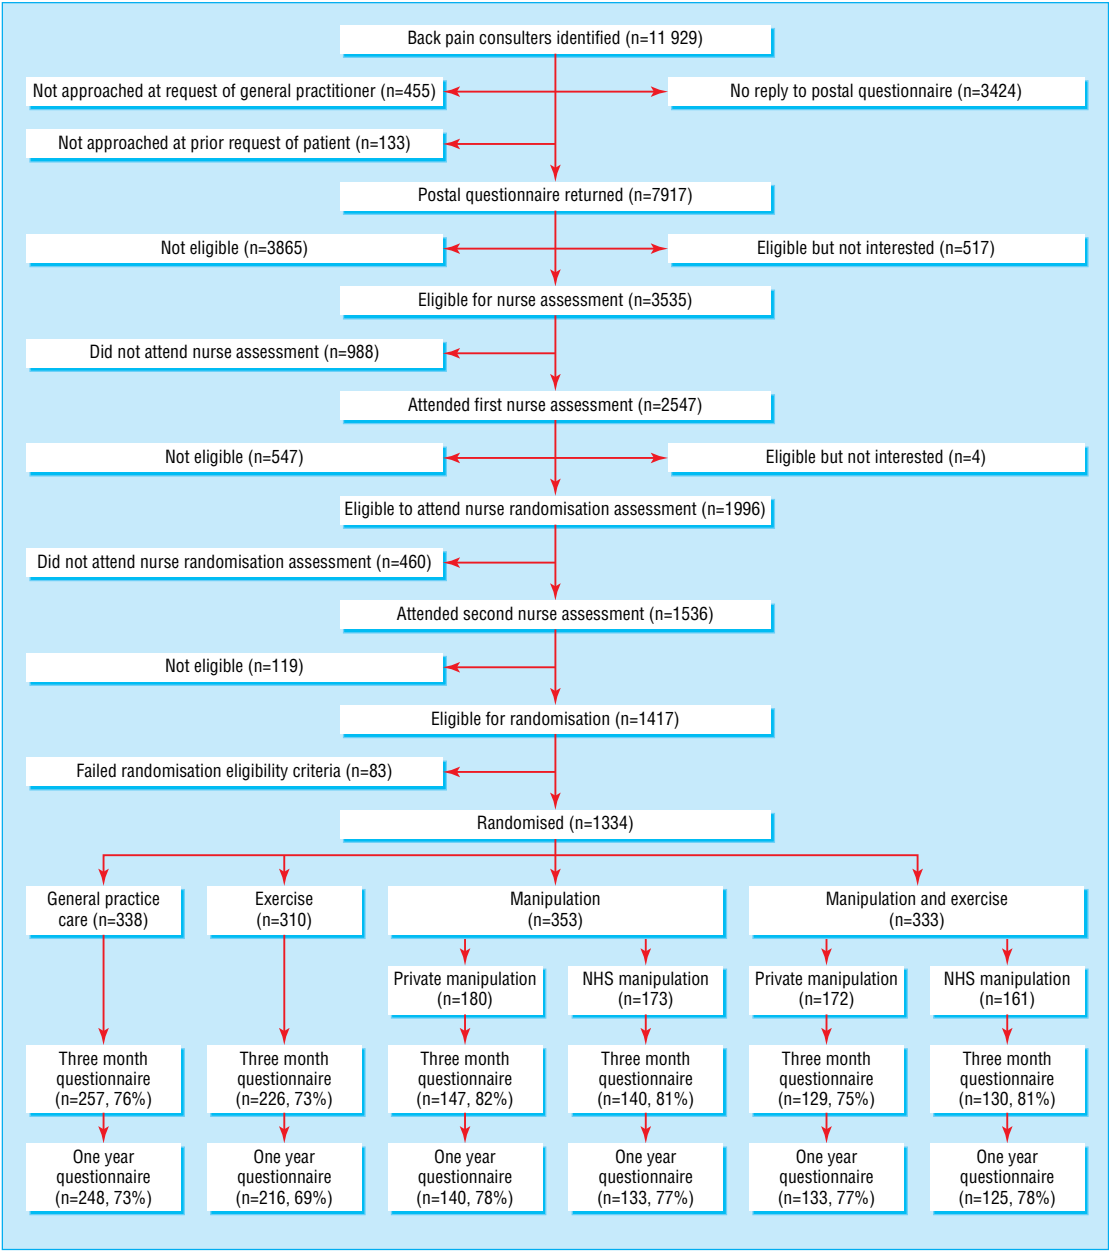 Back pain consulters identified (n=11 929)
Not approached at request of general practitioner (n=455)
No reply to postal questionnaire (n=3424)
Not approached at prior request of patient (n=133)
Postal questionnaire returned (n=7917)
Not eligible (n=3865)
Eligible but not interested (n=517)
Eligible for nurse assessment (n=3535)
Did not attend nurse assessment (n=988)
Attended first nurse assessment (n=2547)
Not eligible (n=547)
Eligible but not interested (n=4)
Eligible to attend nurse randomisation assessment (n=1996)
Did not attend nurse randomisation assessment (n=460)
Attended second nurse assessment (n=1536)
Not eligible (n=119)
Eligible for randomisation (n=1417)
Failed randomisation eligibility criteria (n=83)
Randomised (n=1334)
General practice
care (n=338)
Exercise
(n=310)
Manipulation
(n=353)
Manipulation and exercise
(n=333)
Private manipulation
(n=180)
NHS manipulation
(n=173)
Private manipulation
(n=172)
NHS manipulation
(n=161)
Three month
questionnaire
(n=257, 76%)
Three month
questionnaire
(n=226, 73%)
Three month
questionnaire
(n=147, 82%)
Three month
questionnaire
(n=140, 81%)
Three month
questionnaire
(n=129, 75%)
Three month
questionnaire
(n=130, 81%)
One year
questionnaire
(n=248, 73%)
One year
questionnaire
(n=216, 69%)
One year
questionnaire
(n=140, 78%)
One year
questionnaire
(n=133, 77%)
One year
questionnaire
(n=133, 77%)
One year
questionnaire
(n=125, 78%)